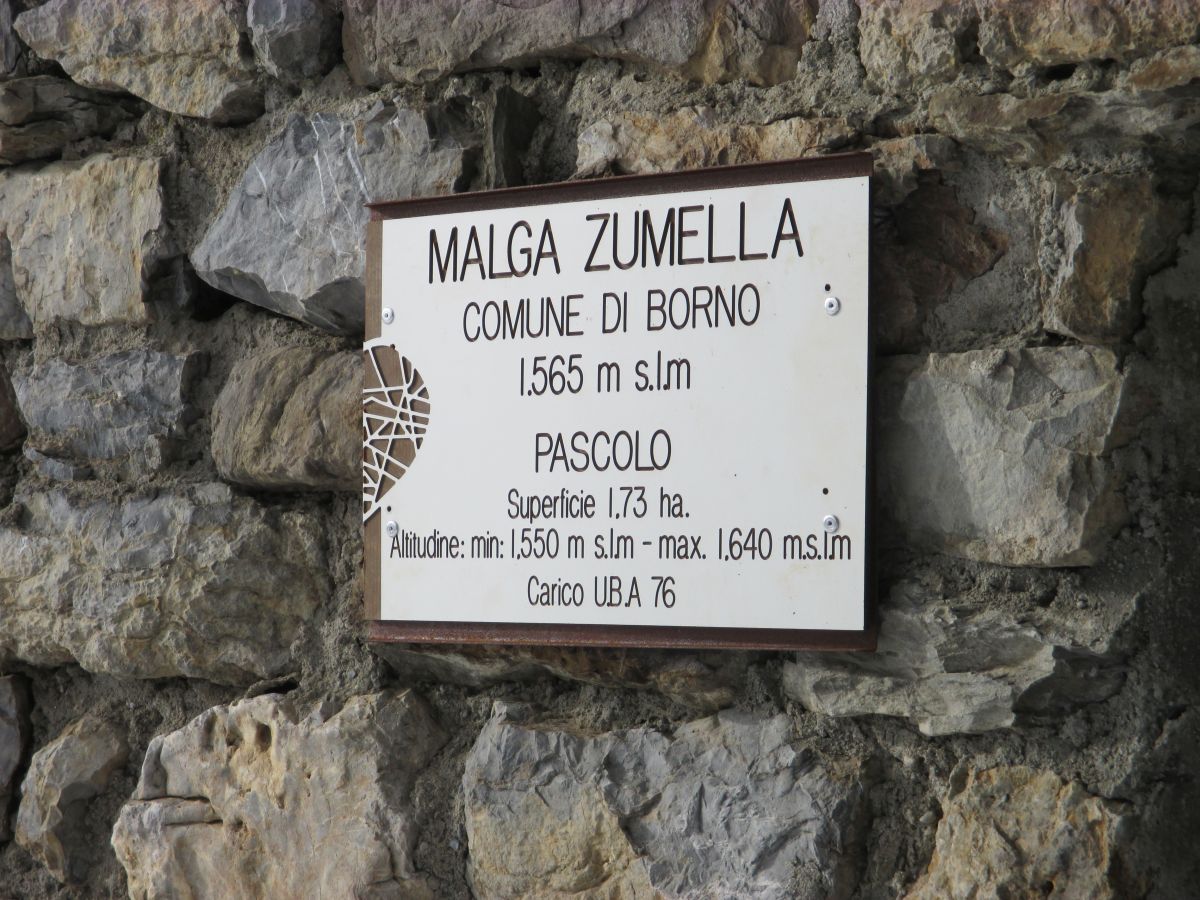 MALGA ZUMELLA
COMUNE DI BORNO
1.565 m s.l.m
PASCOLO
Superficie 1,73 ha.
Altitudine: min: 1,550 m s.l.m - max. 1,640 m.s.l.m
Carico U.B.A 76